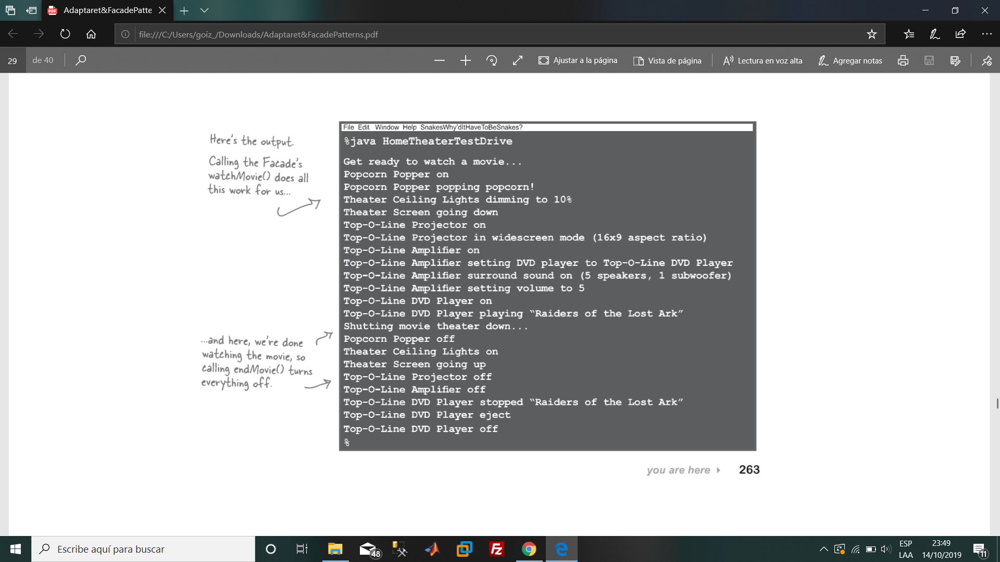 Adaptaret&FacadePatte
file:///C:/Users/goiz_/Downloads/Adaptaret&FacadePatterns.pdf
29 de 40 Ajustar a la página Vista de página Lectura en voz alta Agregar notas
Here's the output.
Calling the Facade's
watchMovie() does all
this work for us...
File Edit Window Help SnakesWhy'dItHaveToBeSnakes?
%java HomeTheaterTestDrive
Get ready to watch a movie...
Popcorn Popper on
Popcorn Popper popping popcorn!
Theater Ceiling Lights dimming to 10%
Theater Screen going down
Top-O-Line Projector on
Top-O-Line Projector in widescreen mode (16x9 aspect ratio)
Top-O-Line Amplifier on
Top-O-Line Amplifier setting DVD player to Top-O-Line DVD Player
Top-O-Line Amplifier surround sound on (5 speakers, 1 subwoofer)
Top-O-Line Amplifier setting volume to 5
Top-O-Line DVD Player on
Top-O-Line DVD Player playing “Raiders of the Lost Ark”
Shutting movie theater down...
Popcorn Popper off
Theater Ceiling Lights on
Theater Screen going up
Top-O-Line Projector off
Top-O-Line Amplifier off
Top-O-Line DVD Player stopped “Raiders of the Lost Ark”
Top-O-Line DVD Player eject
Top-O-Line DVD Player off
%
...and here, we're done
watching the movie, so
calling endMovie() turns
everything off.
you are here 263
Escribe aquí para buscar
48
ESP
LAA
23:49
14/10/2019
11